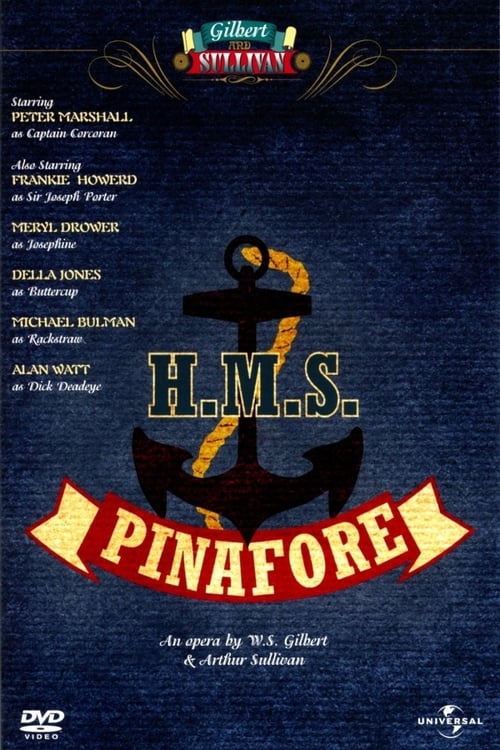 Gilbert
AND
SULLIVAN
Starring
PETER MARSHALL
as Captain Corcoran
Also Starring
FRANKIE HOWERD
as Sir Joseph Porter
MERYL DROWER
as Josephine
DELLA JONES
as Buttercup
MICHAEL BULMAN
as Rackstraw
ALAN WATT
as Dick Deadeye
H.M.S.
PINAFORE
An opera by W.S. Gilbert
& Arthur Sullivan
DVD
VIDEO
UNIVERSAL